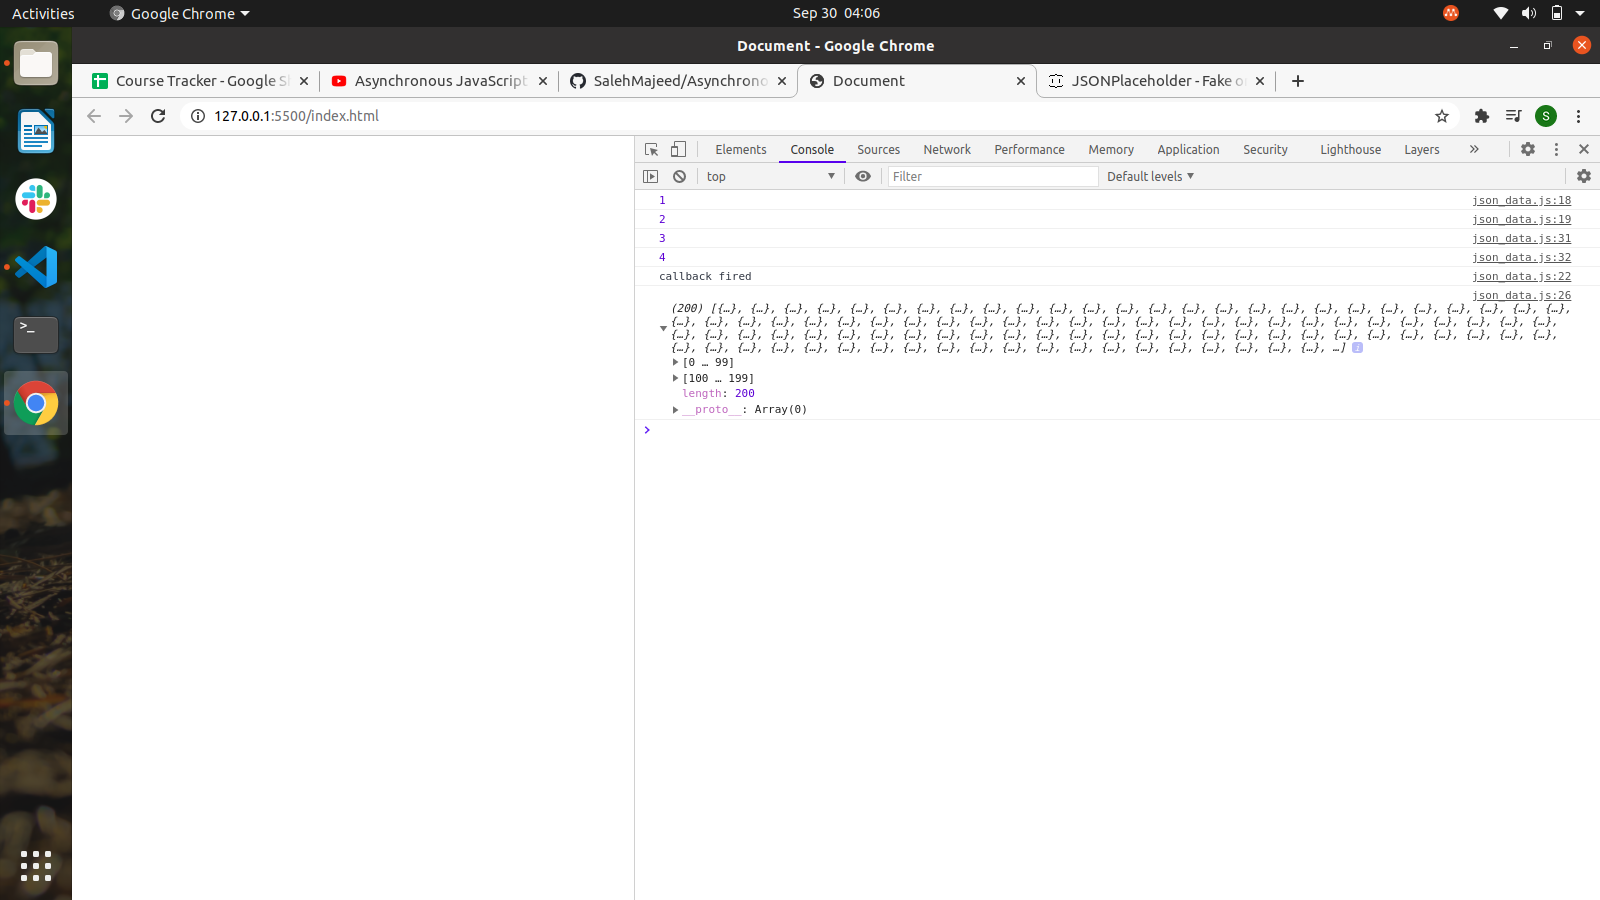 Activities
Google Chrome
Sep 30 04:06
Document - Google Chrome
Course Tracker - Google S
Asynchronous JavaScript
SalehMajeed/Asynchrono
Document
JSONPlaceholder - Fake o
127.0.0.1:5500/index.html
S
Elements
Console
Sources
Network
Performance
Memory
Application
Security
Lighthouse
Layers
»
top
Filter
Default levels
1 json_data.js:18
2 json_data.js:19
3 json_data.js:31
4 json_data.js:32
callback fired json_data.js:22
json_data.js:26
(200) [{…}, {…}, {…}, {…}, {…}, {…}, {…}, {…}, {…}, {…}, {…}, {…}, {…}, {…}, {…}, {…}, {…}, {…}, {…}, {…}, {…}, {…}, {…}, {…}, {…}, {…},
{…}, {…}, {…}, {…}, {…}, {…}, {…}, {…}, {…}, {…}, {…}, {…}, {…}, {…}, {…}, {…}, {…}, {…}, {…}, {…}, {…}, {…}, {…}, {…}, {…}, {…}, {…},
{…}, {…}, {…}, {…}, {…}, {…}, {…}, {…}, {…}, {…}, {…}, {…}, {…}, {…}, {…}, {…}, {…}, {…}, {…}, {…}, {…}, {…}, {…}, {…}, {…}, {…}, {…},
{…}, {…}, {…}, {…}, {…}, {…}, {…}, {…}, {…}, {…}, {…}, {…}, {…}, {…}, {…}, {…}, {…}, {…}, {…}, {…}, …]
[0 … 99]
[100 … 199]
length: 200
__proto__: Array(0)